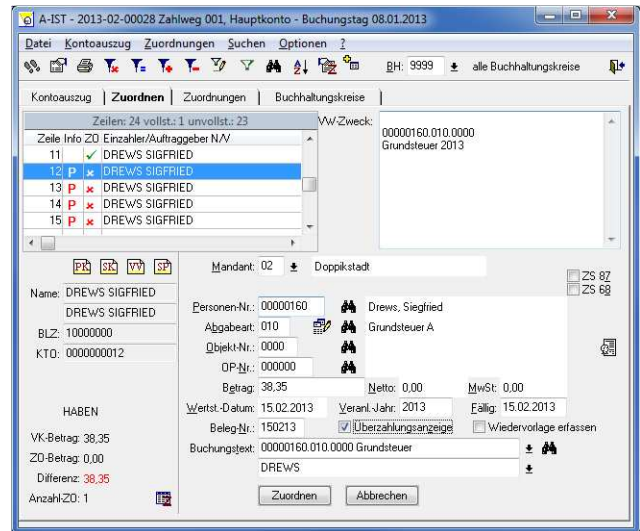 A-IST - 2013-02-00028 Zahlweg 001, Hauptkonto - Buchungstag 08.01.2013
Datei Kontoauszug Zuordnungen Suchen Optionen ?
BH: 9999 alle Buchhaltungskreise
Kontoauszug | Zuordnen | Zuordnungen | Buchhaltungskreise
Zeilen: 24 vollst.: 1 unvollst.: 23
Zeile Info ZO Einzahler/Auftraggeber N/V
11 DREWS SIGFRIED
12 P DREWS SIGFRIED
13 P DREWS SIGFRIED
14 P DREWS SIGFRIED
15 P DREWS SIGFRIED
VW-Zweck:
00000160.010.0000
Grundsteuer 2013
PK SK VV SP
Name: DREWS SIGFRIED
DREWS SIGFRIED
BLZ: 10000000
KTO: 0000000012
HABEN
VK-Betrag: 38,35
ZO-Betrag: 0,00
Differenz: 38,35
Anzahl-ZO: 1
Mandant: 02 Doppikstadt
ZS 87
ZS 68
Personen-Nr.: 00000160 Drews, Siegfried
Abgabeart: 010 Grundsteuer A
Objekt-Nr.: 0000
OP-Nr.: 000000
Betrag: 38,35 Netto: 0,00 MwSt: 0,00
Wertst.-Datum: 15.02.2013 Veranl.-Jahr: 2013 Fällig: 15.02.2013
Beleg-Nr.: 150213 Überzahlungsanzeige Wiedervorlage erfassen
Buchungstext: 00000160.010.0000 Grundsteuer
DREWS
Zuordnen Abbrechen